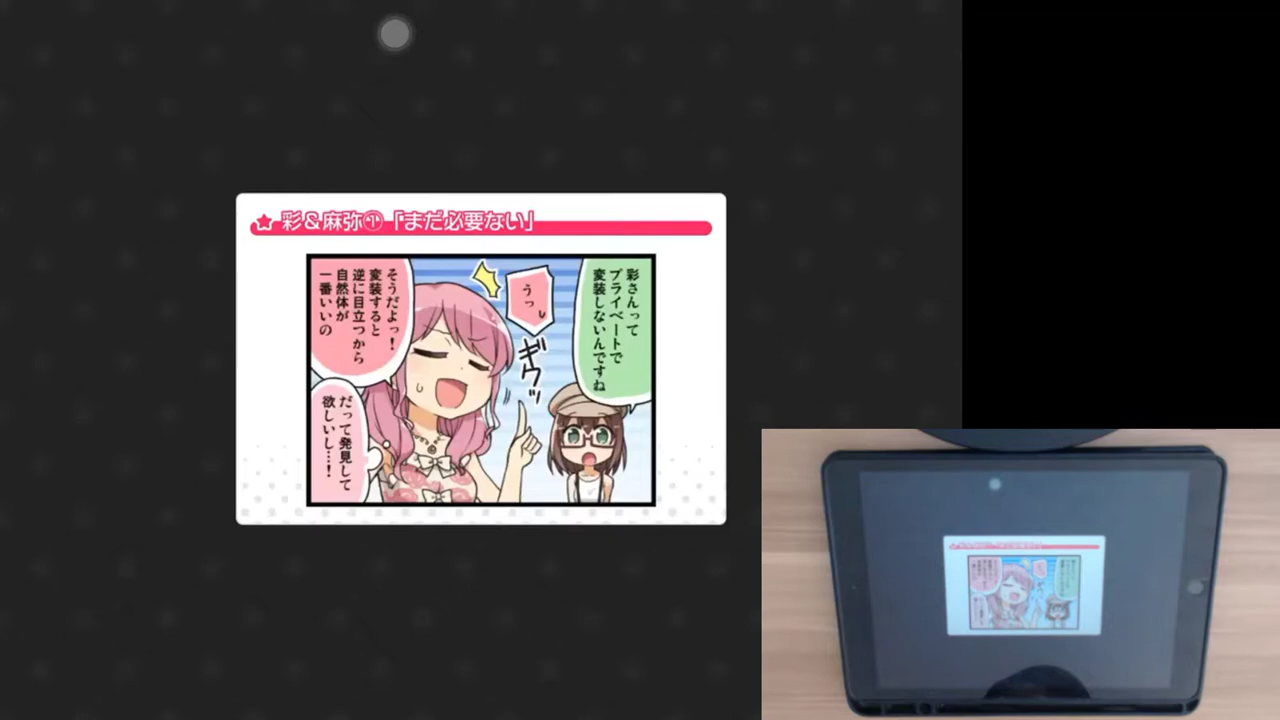 彩&麻弥①「まだ必要ない」
彩さんって
プライベートで
変装しないんですね
うっ
ギクッ
そうだよっ!
変装すると
逆に目立つから
自然体が
一番いいの
だって発見して
欲しいし…!